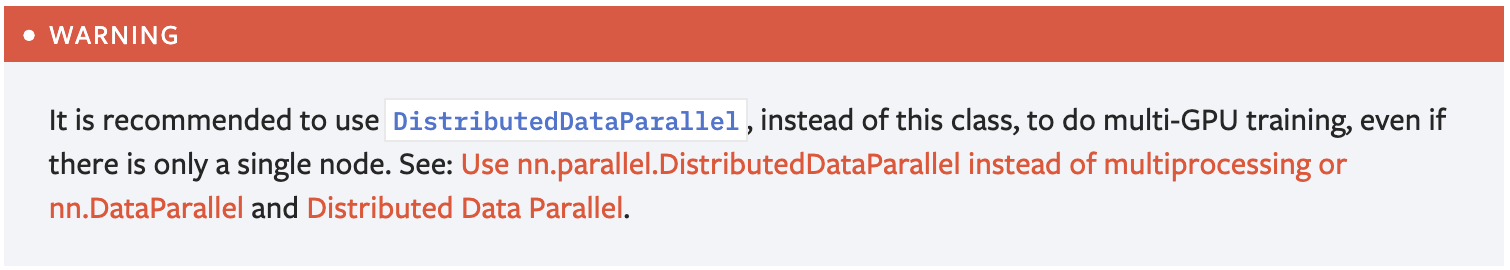 WARNING
It is recommended to use DistributedDataParallel, instead of this class, to do multi-GPU training, even if
there is only a single node. See: Use nn.parallel.DistributedDataParallel instead of multiprocessing or
nn.DataParallel and Distributed Data Parallel.